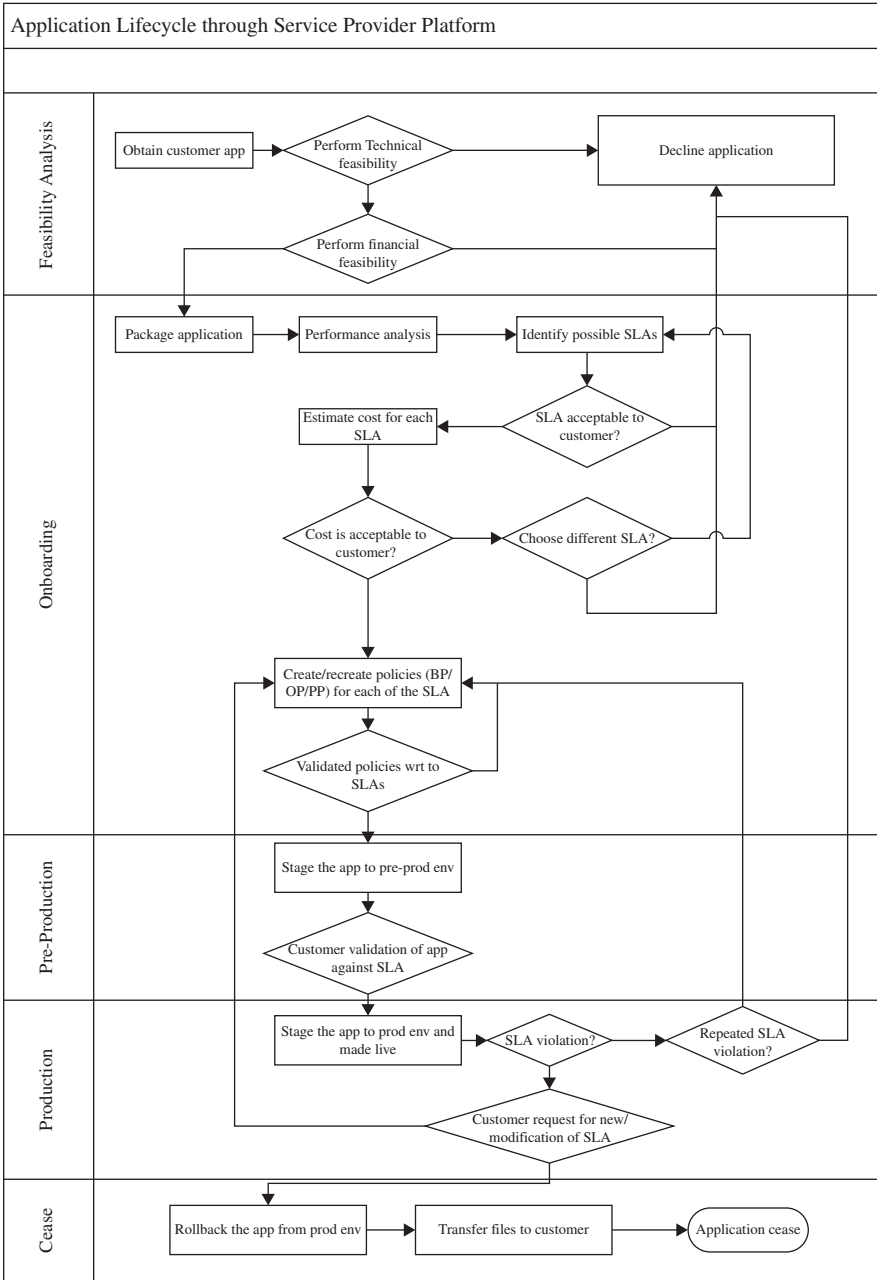 Application Lifecycle through Service Provider Platform
Feasibility Analysis
Obtain customer app
Perform Technical
feasibility
Decline application
Perform financial
feasibility
Onboarding
Package application
Performance analysis
Identify possible SLAs
Estimate cost for each
SLA
SLA acceptable to
customer?
Cost is acceptable to
customer?
Choose different SLA?
Create/recreate policies (BP/
OP/PP) for each of the SLA
Validated policies wrt to
SLAs
Pre-Production
Stage the app to pre-prod env
Customer validation of app
against SLA
Production
Stage the app to prod env and
made live
SLA violation?
Repeated SLA
violation?
Customer request for new/
modification of SLA
Cease
Rollback the app from prod env
Transfer files to customer
Application cease